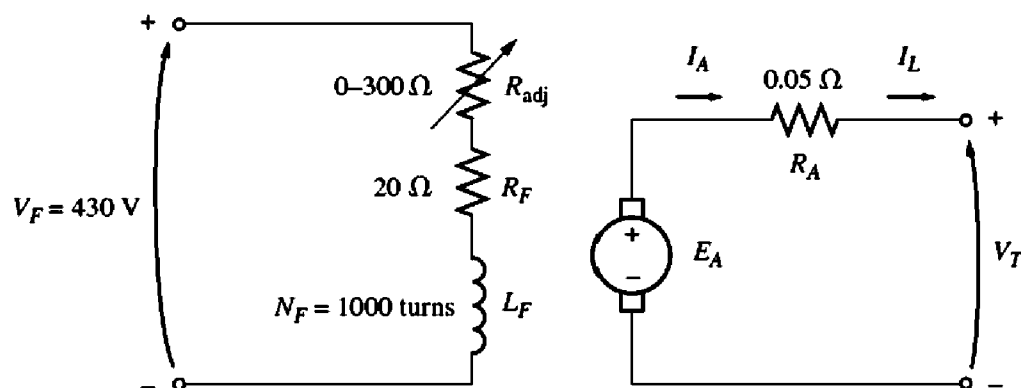 +
0–300 Ω
R_adj
V_F = 430 V
20 Ω
R_F
N_F = 1000 turns
L_F
–
I_A
0.05 Ω
I_L
R_A
+
+
–
E_A
V_T
–